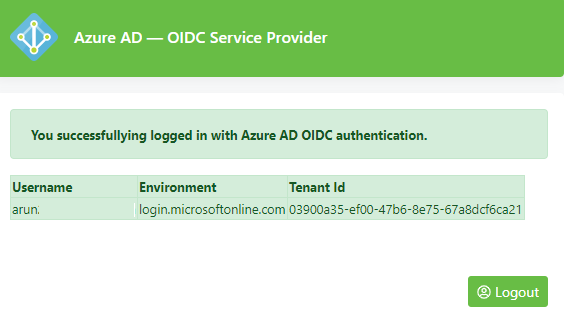 Azure AD — OIDC Service Provider
You successfullying logged in with Azure AD OIDC authentication.
Username Environment Tenant Id
arun login.microsoftonline.com 03900a35-ef00-47b6-8e75-67a8dcf6ca21
Logout